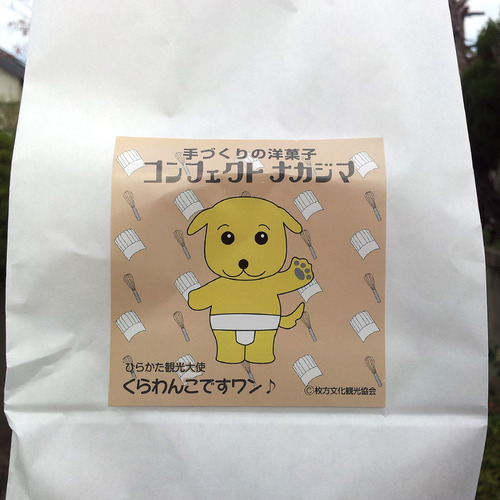 手づくりの洋菓子
コンフェクト ナカジマ
ひらかた観光大使
くらわんこですワン♪
©枚方文化観光協会